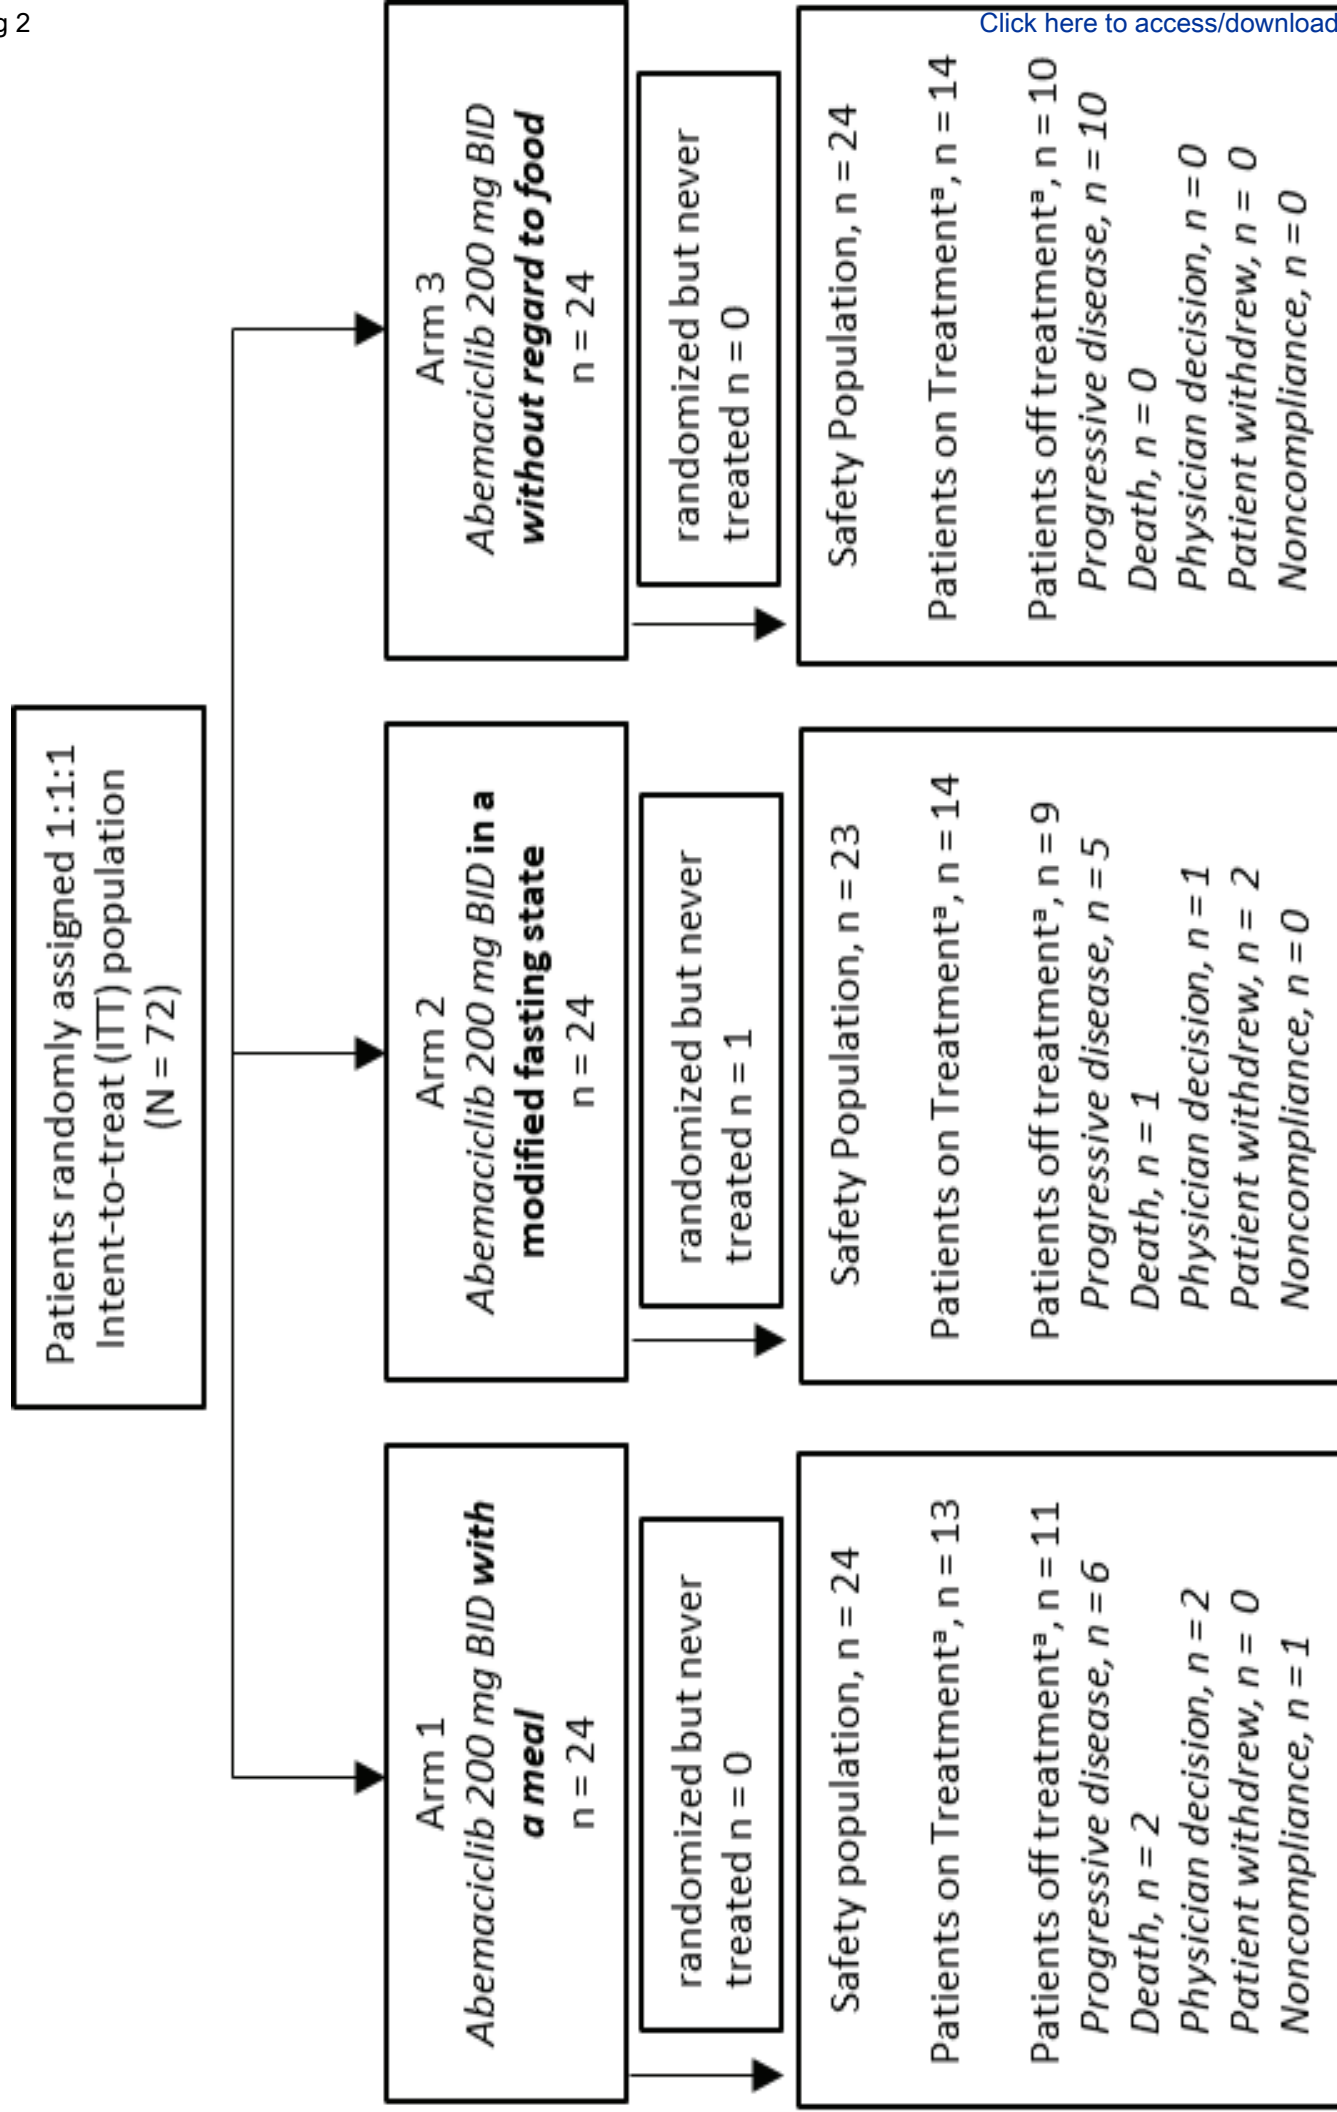 g 2
Click here to access/download
Patients randomly assigned 1:1:1
Intent-to-treat (ITT) population
(N = 72)
Arm 1
Abemaciclib 200 mg BID with
a meal
n = 24
randomized but never
treated n = 0
Safety population, n = 24
Patients on Treatmentª, n = 13
Patients off treatmentª, n = 11
Progressive disease, n = 6
Death, n = 2
Physician decision, n = 2
Patient withdrew, n = 0
Noncompliance, n = 1
Arm 2
Abemaciclib 200 mg BID in a
modified fasting state
n = 24
randomized but never
treated n = 1
Safety Population, n = 23
Patients on Treatmentª, n = 14
Patients off treatmentª, n = 9
Progressive disease, n = 5
Death, n = 1
Physician decision, n = 1
Patient withdrew, n = 2
Noncompliance, n = 0
Arm 3
Abemaciclib 200 mg BID
without regard to food
n = 24
randomized but never
treated n = 0
Safety Population, n = 24
Patients on Treatmentª, n = 14
Patients off treatmentª, n = 10
Progressive disease, n = 10
Death, n = 0
Physician decision, n = 0
Patient withdrew, n = 0
Noncompliance, n = 0